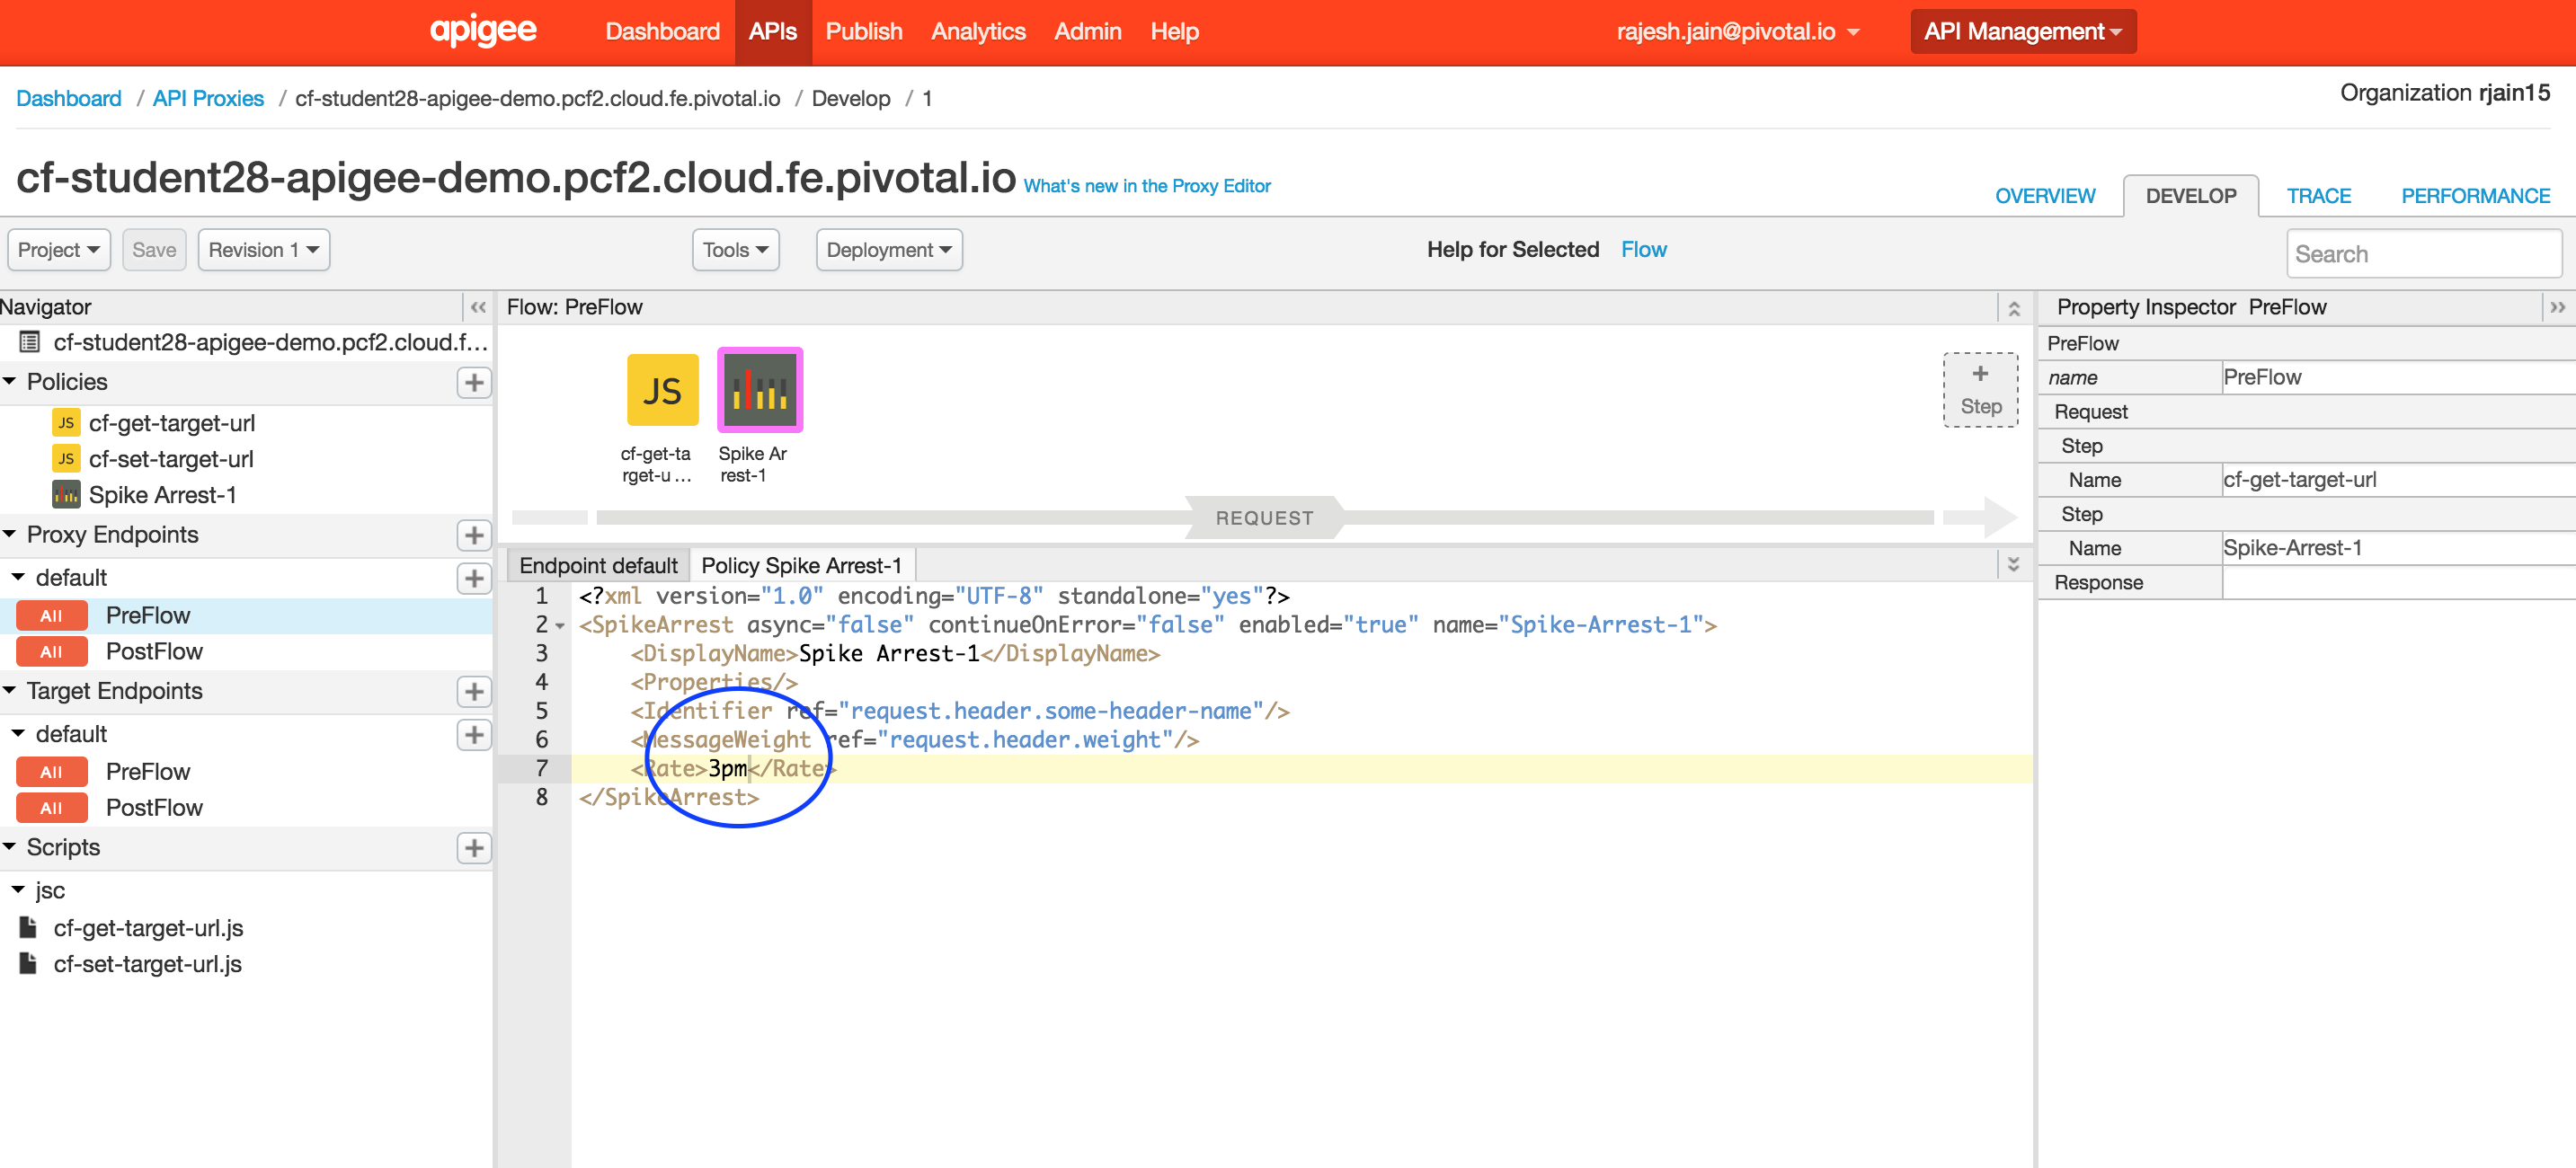 apigee Dashboard APIs Publish Analytics Admin Help rajesh.jain@pivotal.io API Management
Dashboard / API Proxies / cf-student28-apigee-demo.pcf2.cloud.fe.pivotal.io / Develop / 1
Organization rjain15
cf-student28-apigee-demo.pcf2.cloud.fe.pivotal.io What's new in the Proxy Editor
OVERVIEW DEVELOP TRACE PERFORMANCE
Project Save Revision 1 Tools Deployment Help for Selected Flow Search
Navigator
cf-student28-apigee-demo.pcf2.cloud.f...
Policies
JS cf-get-target-url
JS cf-set-target-url
Spike Arrest-1
Proxy Endpoints
default
All PreFlow
All PostFlow
Target Endpoints
default
All PreFlow
All PostFlow
Scripts
jsc
cf-get-target-url.js
cf-set-target-url.js
Flow: PreFlow
JS
cf-get-ta
rget-u ...
Spike Ar
rest-1
+
Step
REQUEST
Endpoint default Policy Spike Arrest-1
1 <?xml version="1.0" encoding="UTF-8" standalone="yes"?>
2 <SpikeArrest async="false" continueOnError="false" enabled="true" name="Spike-Arrest-1">
3 <DisplayName>Spike Arrest-1</DisplayName>
4 <Properties/>
5 <Identifier ref="request.header.some-header-name"/>
6 <MessageWeight ref="request.header.weight"/>
7 <Rate>3pm</Rate>
8 </SpikeArrest>
Property Inspector PreFlow
PreFlow
name PreFlow
Request
Step
Name cf-get-target-url
Step
Name Spike-Arrest-1
Response